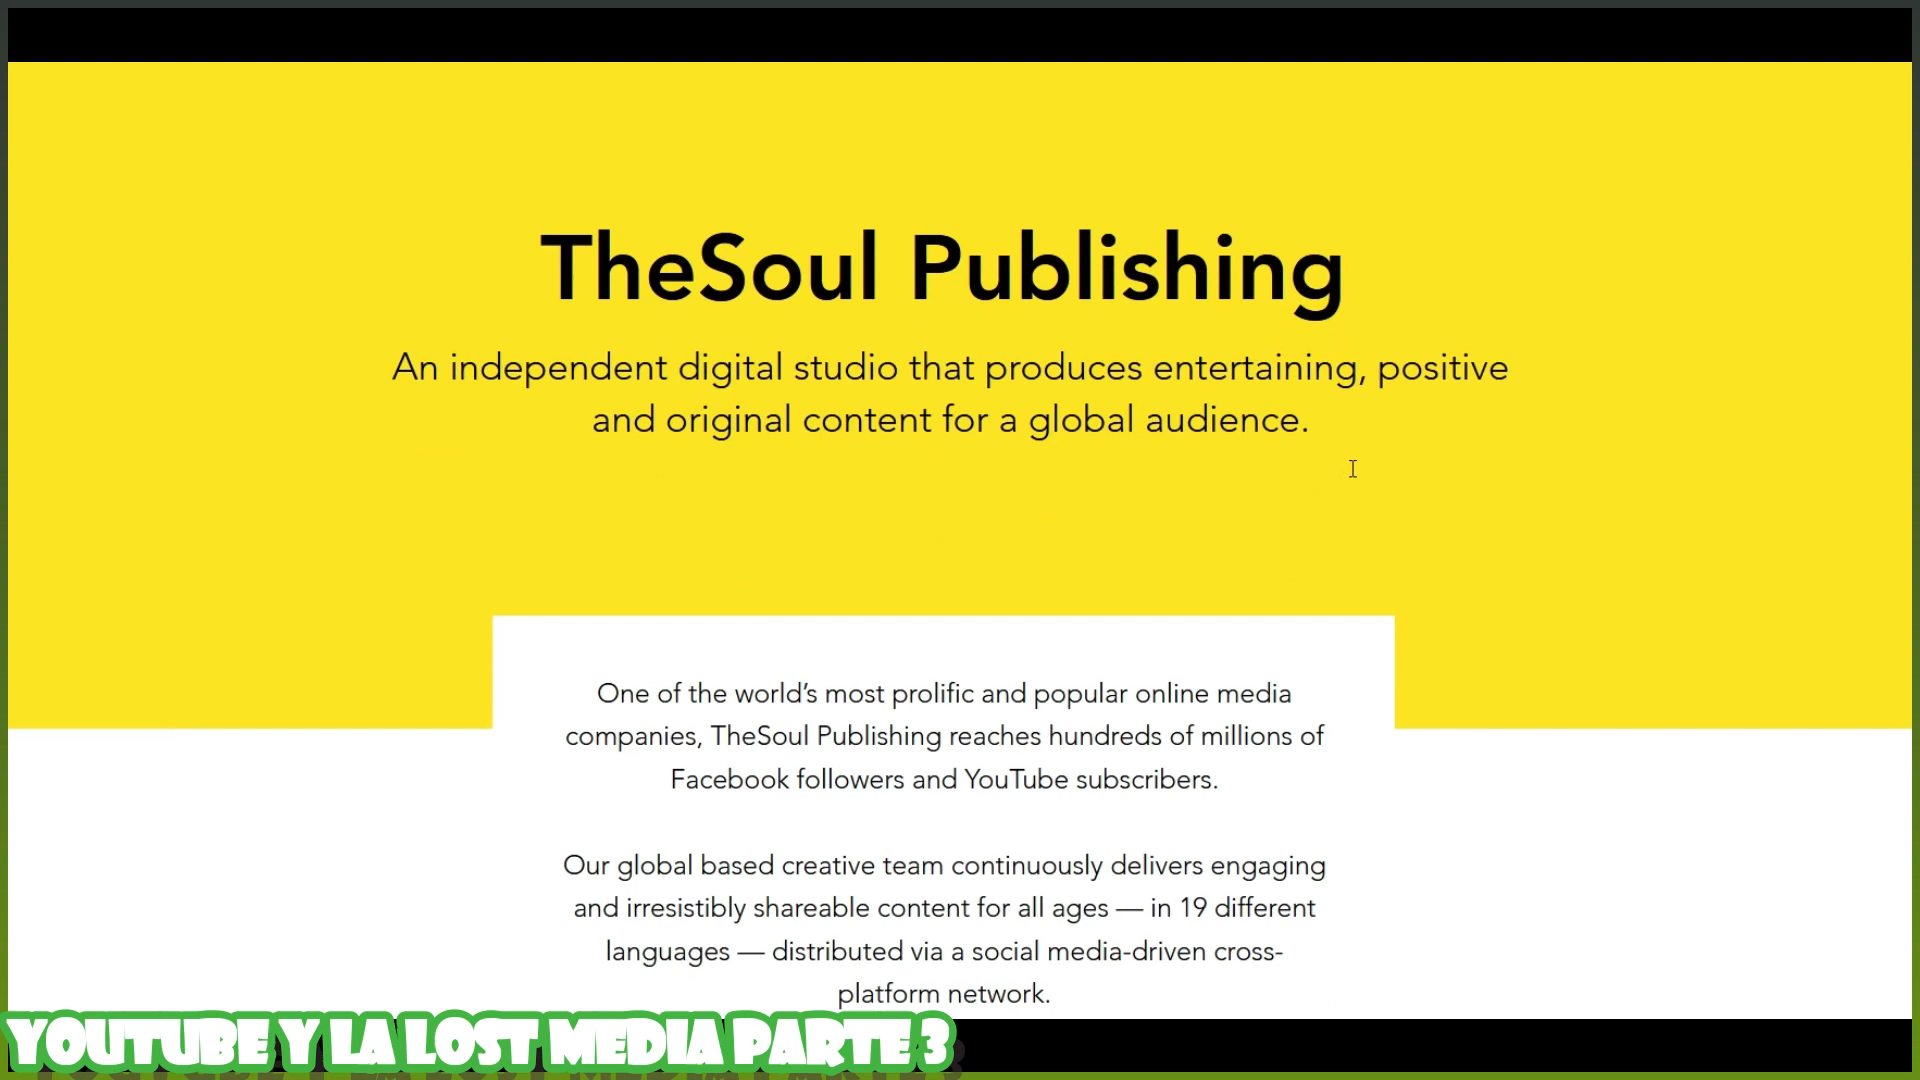 TheSoul Publishing
An independent digital studio that produces entertaining, positive
and original content for a global audience.
One of the world’s most prolific and popular online media
companies, TheSoul Publishing reaches hundreds of millions of
Facebook followers and YouTube subscribers.
Our global based creative team continuously delivers engaging
and irresistibly shareable content for all ages — in 19 different
languages — distributed via a social media-driven cross-
platform network.
YOUTUBE Y LA LOST MEDIA PARTE 3